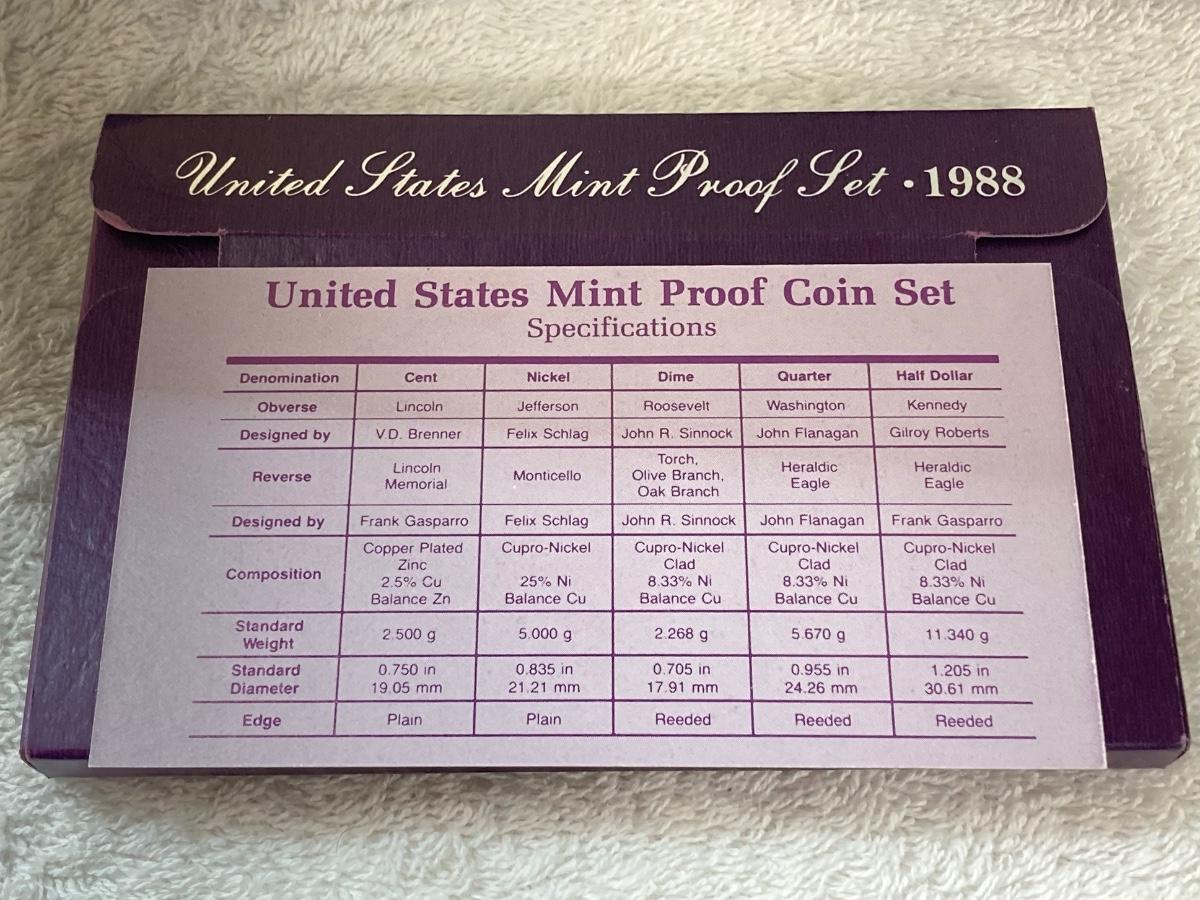 United States Mint Proof Set · 1988
United States Mint Proof Coin Set
Specifications
Denomination Cent Nickel Dime Quarter Half Dollar
Obverse Lincoln Jefferson Roosevelt Washington Kennedy
Designed by V.D. Brenner Felix Schlag John R. Sinnock John Flanagan Gilroy Roberts
Reverse Lincoln Memorial Monticello Torch, Olive Branch, Oak Branch Heraldic Eagle Heraldic Eagle
Designed by Frank Gasparro Felix Schlag John R. Sinnock John Flanagan Frank Gasparro
Composition Copper Plated Zinc 2.5% Cu Balance Zn Cupro-Nickel 25% Ni Balance Cu Cupro-Nickel Clad 8.33% Ni Balance Cu Cupro-Nickel Clad 8.33% Ni Balance Cu Cupro-Nickel Clad 8.33% Ni Balance Cu
Standard Weight 2.500 g 5.000 g 2.268 g 5.670 g 11.340 g
Standard Diameter 0.750 in 19.05 mm 0.835 in 21.21 mm 0.705 in 17.91 mm 0.955 in 24.26 mm 1.205 in 30.61 mm
Edge Plain Plain Reeded Reeded Reeded